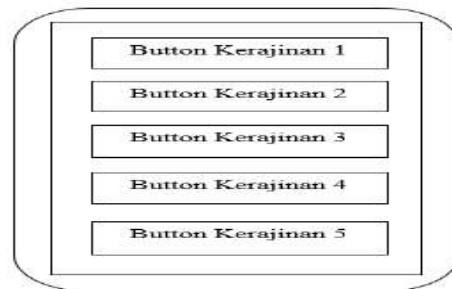 Button Kerajinan 1
Button Kerajinan 2
Button Kerajinan 3
Button Kerajinan 4
Button Kerajinan 5